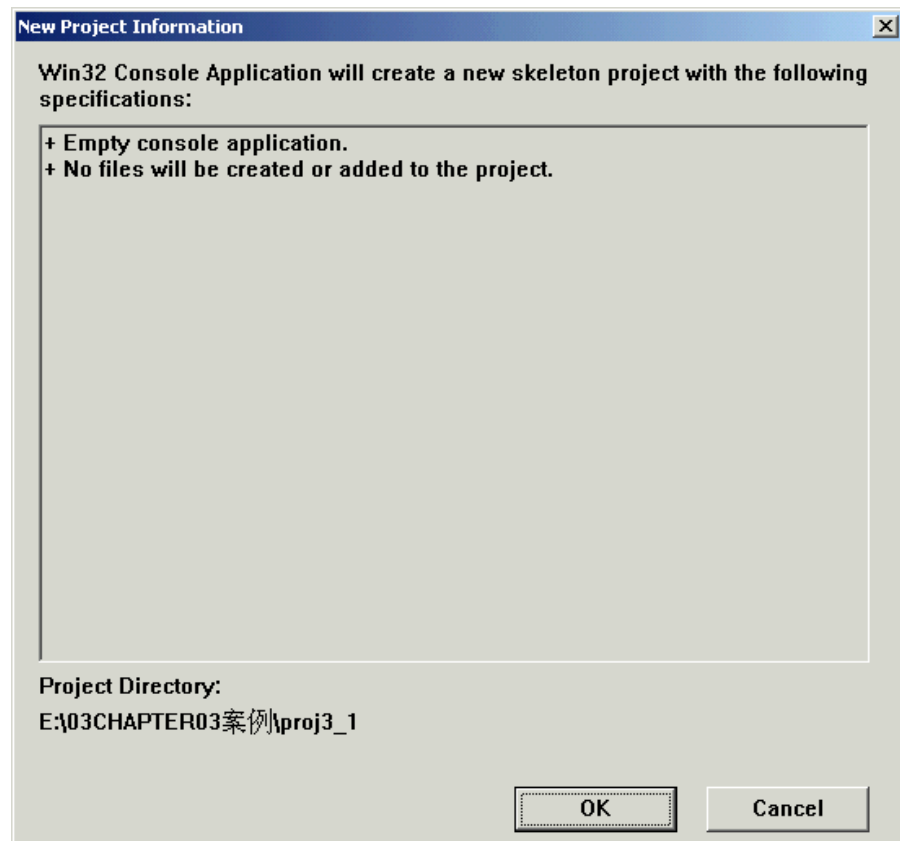 New Project Information
Win32 Console Application will create a new skeleton project with the following
specifications:
+ Empty console application.
+ No files will be created or added to the project.
Project Directory:
E:\03CHAPTER03案例\proj3_1
OK
Cancel